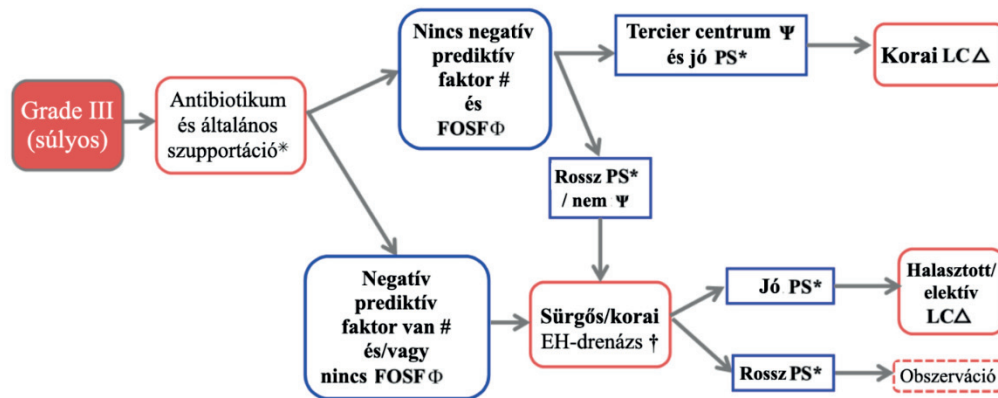 Grade III
(súlyos)
Antibiotikum
és általános
szupportáció*
Nincs negatív
prediktív
faktor #
és
FOSFΦ
Tercier centrum Ψ
és jó PS*
Korai LC△
Rossz PS*
/ nem Ψ
Negatív
prediktív
faktor van #
és/vagy
nincs FOSFΦ
Sürgős/korai
EH-drenázs †
Jó PS*
Halasztott/
elektív
LC△
Rossz PS*
Obszerváció